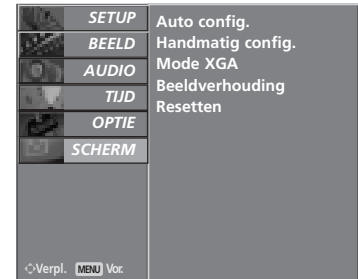 SETUP
BEELD
AUDIO
TIJD
OPTIE
SCHERM
Auto config.
Handmatig config.
Mode XGA
Beeldverhouding
Resetten
Verpl. MENU Vor.